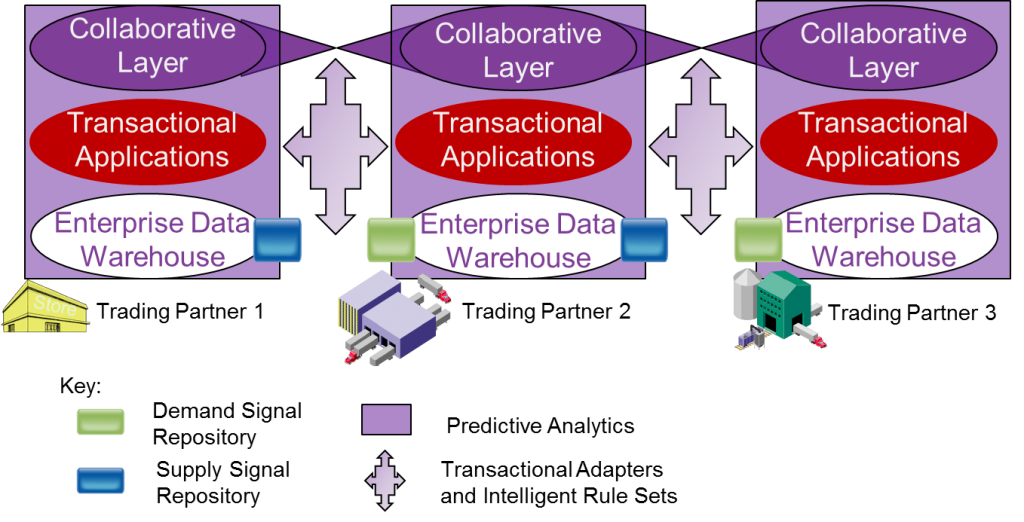 Collaborative
Layer
Collaborative
Layer
Collaborative
Layer
Transactional
Applications
Transactional
Applications
Transactional
Applications
Enterprise Data
Warehouse
Enterprise Data
Warehouse
Enterprise Data
Warehouse
Store
Trading Partner 1
Trading Partner 2
Trading Partner 3
Key:
Demand Signal
Repository
Predictive Analytics
Supply Signal
Repository
Transactional Adapters
and Intelligent Rule Sets